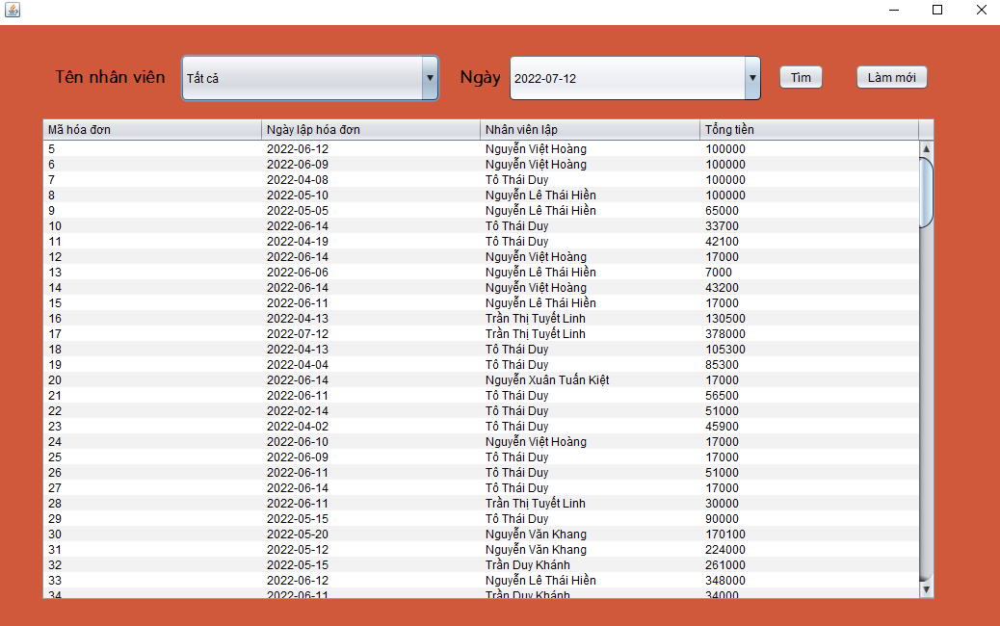 Tên nhân viên Tất cả Ngày 2022-07-12 Tìm Làm mới
Mã hóa đơn Ngày lập hóa đơn Nhân viên lập Tổng tiền
5 2022-06-12 Nguyễn Việt Hoàng 100000
6 2022-06-09 Nguyễn Việt Hoàng 100000
7 2022-04-08 Tô Thái Duy 100000
8 2022-05-10 Nguyễn Lê Thái Hiền 100000
9 2022-05-05 Nguyễn Lê Thái Hiền 65000
10 2022-06-14 Tô Thái Duy 33700
11 2022-04-19 Tô Thái Duy 42100
12 2022-06-14 Nguyễn Việt Hoàng 17000
13 2022-06-06 Nguyễn Lê Thái Hiền 7000
14 2022-06-14 Nguyễn Việt Hoàng 43200
15 2022-06-11 Nguyễn Lê Thái Hiền 17000
16 2022-04-13 Trần Thị Tuyết Linh 130500
17 2022-07-12 Trần Thị Tuyết Linh 378000
18 2022-04-13 Tô Thái Duy 105300
19 2022-04-04 Tô Thái Duy 85300
20 2022-06-14 Nguyễn Xuân Tuấn Kiệt 17000
21 2022-06-11 Tô Thái Duy 56500
22 2022-02-14 Tô Thái Duy 51000
23 2022-04-02 Tô Thái Duy 45900
24 2022-06-10 Nguyễn Việt Hoàng 17000
25 2022-06-09 Tô Thái Duy 17000
26 2022-06-11 Tô Thái Duy 51000
27 2022-06-14 Tô Thái Duy 17000
28 2022-06-11 Trần Thị Tuyết Linh 30000
29 2022-05-15 Tô Thái Duy 90000
30 2022-05-20 Nguyễn Văn Khang 170100
31 2022-05-12 Nguyễn Văn Khang 224000
32 2022-05-15 Trần Duy Khánh 261000
33 2022-06-12 Nguyễn Lê Thái Hiền 348000
34 2022-06-11 Trần Duy Khánh 34000